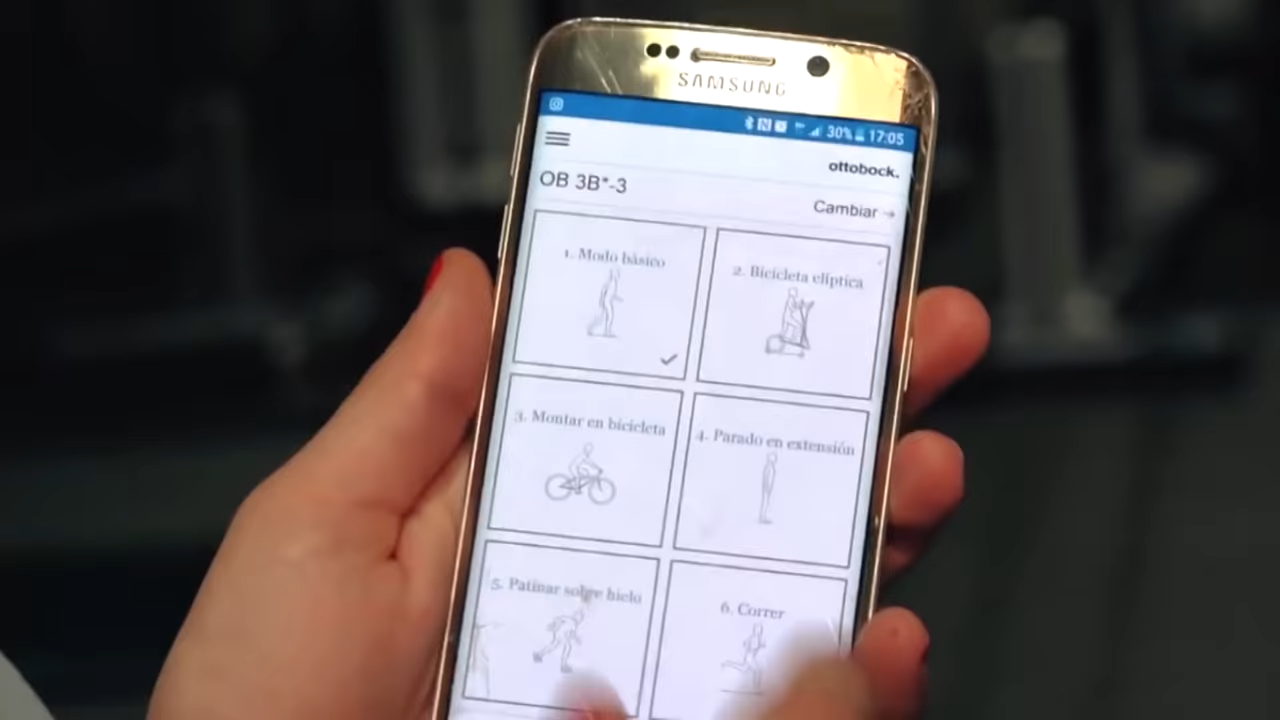 SAMSUNG
30% 17:05
ottobock.
OB 3B*-3
Cambiar →
1. Modo básico
2. Bicicleta elíptica
3. Montar en bicicleta
4. Parado en extensión
5. Patinar sobre hielo
6. Correr